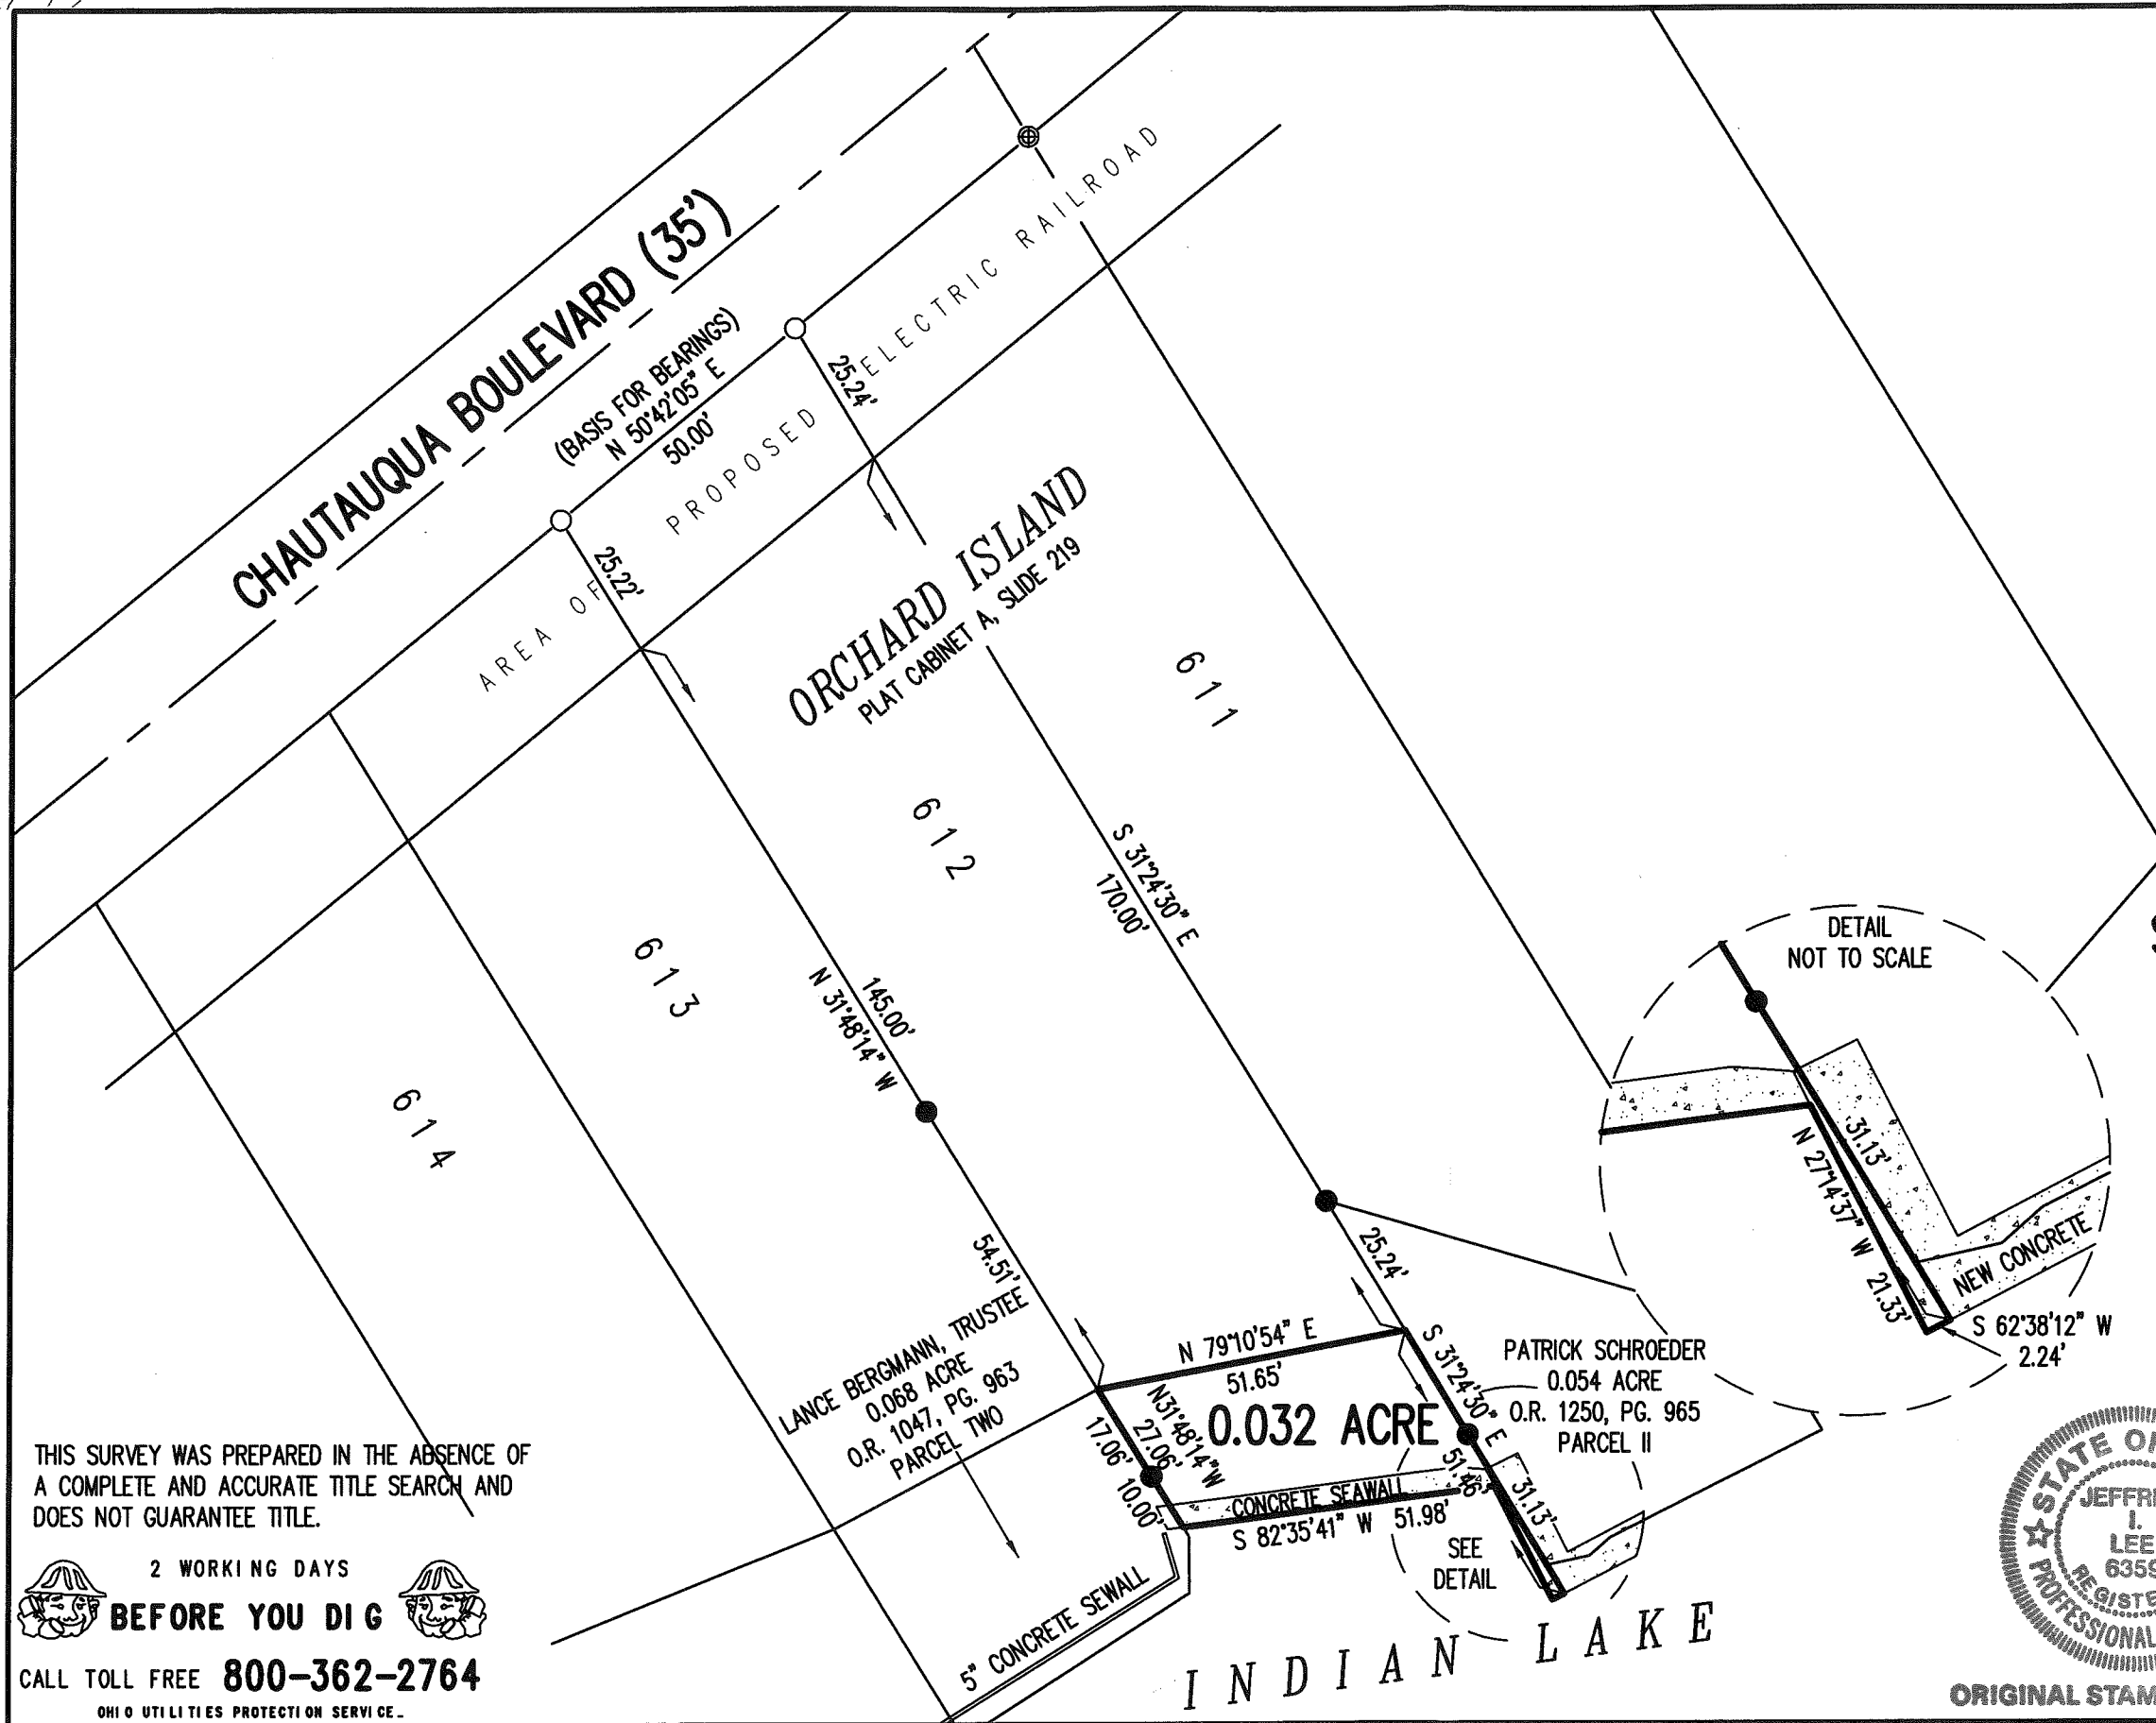 CHAUTAUQUA BOULEVARD (35')
(BASIS FOR BEARINGS)
N 50°42'05" E
50.00'
25.24'
25.22'
AREA OF PROPOSED ELECTRIC RAILROAD
ORCHARD ISLAND
PLAT CABINET A, SLIDE 219
611
612
613
614
S 31°24'30" E
170.00'
145.00'
N 31°48'14" W
DETAIL
NOT TO SCALE
31.13'
N 27°14'37" W 21.33'
NEW CONCRETE
S 62°38'12" W
2.24'
54.51'
25.24'
LANCE BERGMANN, TRUSTEE
0.068 ACRE
O.R. 1047, PG. 963
PARCEL TWO
N 79°10'54" E
51.65'
S 31°24'30" E
51.46'
PATRICK SCHROEDER
0.054 ACRE
O.R. 1250, PG. 965
PARCEL II
N31°48'14"W
27.06'
17.06'
10.00'
0.032 ACRE
CONCRETE SEAWALL
S 82°35'41" W 51.98'
31.13'
SEE
DETAIL
5" CONCRETE SEWALL
INDIAN LAKE
THIS SURVEY WAS PREPARED IN THE ABSENCE OF
A COMPLETE AND ACCURATE TITLE SEARCH AND
DOES NOT GUARANTEE TITLE.
2 WORKING DAYS
BEFORE YOU DIG
CALL TOLL FREE 800-362-2764
OHIO UTILITIES PROTECTION SERVICE.
STATE O
JEFFR
I.
LEE
635
REGISTE
PROFESSIONAL
ORIGINAL STAM